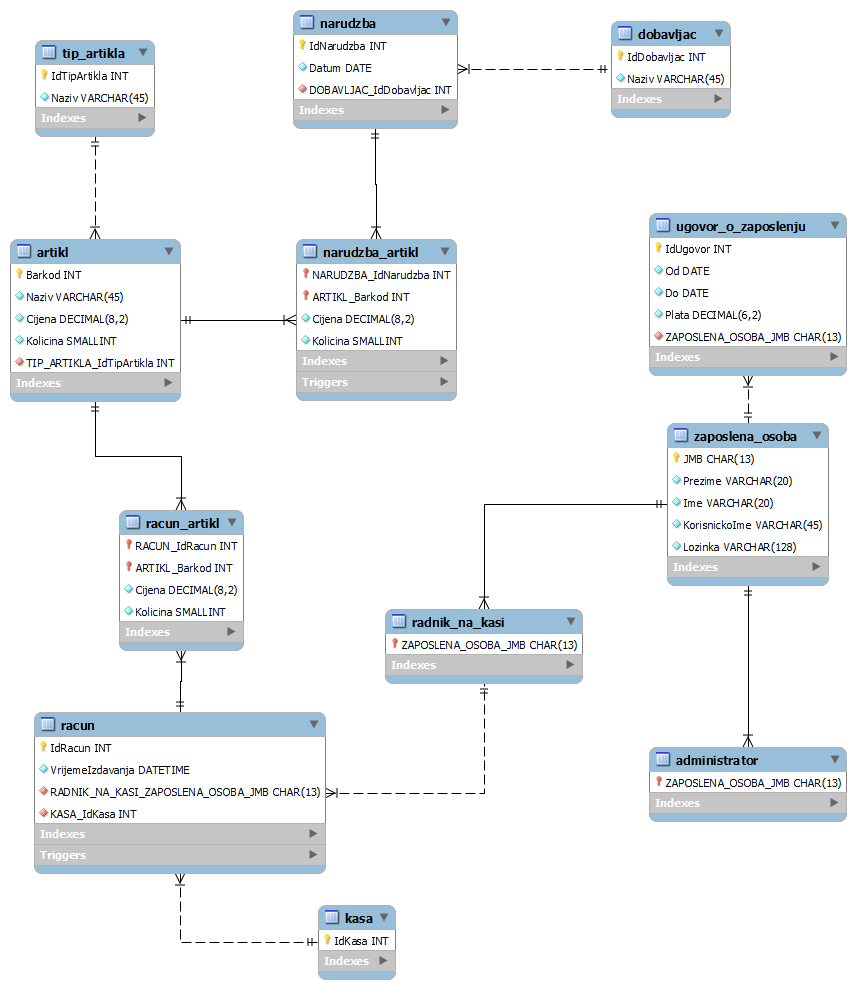 narudzba
IdNarudzba INT
Datum DATE
DOBAVLJAC_IdDobavljac INT
Indexes
dobavljac
IdDobavljac INT
Naziv VARCHAR(45)
Indexes
tip_artikla
IdTipArtikla INT
Naziv VARCHAR(45)
Indexes
artikl
Barkod INT
Naziv VARCHAR(45)
Cijena DECIMAL(8,2)
Kolicina SMALLINT
TIP_ARTIKLA_IdTipArtikla INT
Indexes
narudzba_artikl
NARUDZBA_IdNarudzba INT
ARTIKL_Barkod INT
Cijena DECIMAL(8,2)
Kolicina SMALLINT
Indexes
Triggers
ugovor_o_zaposlenju
IdUgovor INT
Od DATE
Do DATE
Plata DECIMAL(6,2)
ZAPOSLENA_OSOBA_JMB CHAR(13)
Indexes
zaposlena_osoba
JMB CHAR(13)
Prezime VARCHAR(20)
Ime VARCHAR(20)
KorisnickoIme VARCHAR(45)
Lozinka VARCHAR(128)
Indexes
racun_artikl
RACUN_IdRacun INT
ARTIKL_Barkod INT
Cijena DECIMAL(8,2)
Kolicina SMALLINT
Indexes
radnik_na_kasi
ZAPOSLENA_OSOBA_JMB CHAR(13)
Indexes
racun
IdRacun INT
VrijemeIzdavanja DATETIME
RADNIK_NA_KASI_ZAPOSLENA_OSOBA_JMB CHAR(13)
KASA_IdKasa INT
Indexes
Triggers
administrator
ZAPOSLENA_OSOBA_JMB CHAR(13)
Indexes
kasa
IdKasa INT
Indexes